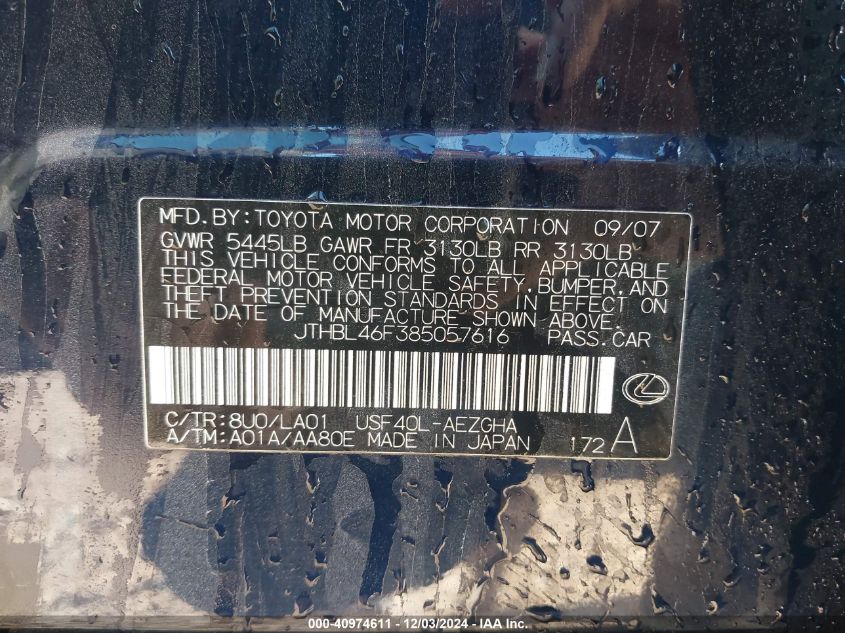 MFD.BY:TOYOTA MOTOR CORPORATION 09/07
GVWR 5445LB GAWR FR 3130LB RR 3130LB
THIS VEHICLE CONFORMS TO ALL APPLICABLE
FEDERAL MOTOR VEHICLE SAFETY,BUMPER,AND
THEFT PREVENTION STANDARDS IN EFFECT ON
THE DATE OF MANUFACTURE SHOWN ABOVE.
JTHBL46F385057616 PASS.CAR
C/TR:8U0/LA01 USF40L-AEZGHA
A/TM:A01A/AA80E MADE IN JAPAN 172 A
000-40974611 - 12/03/2024 - IAA Inc.